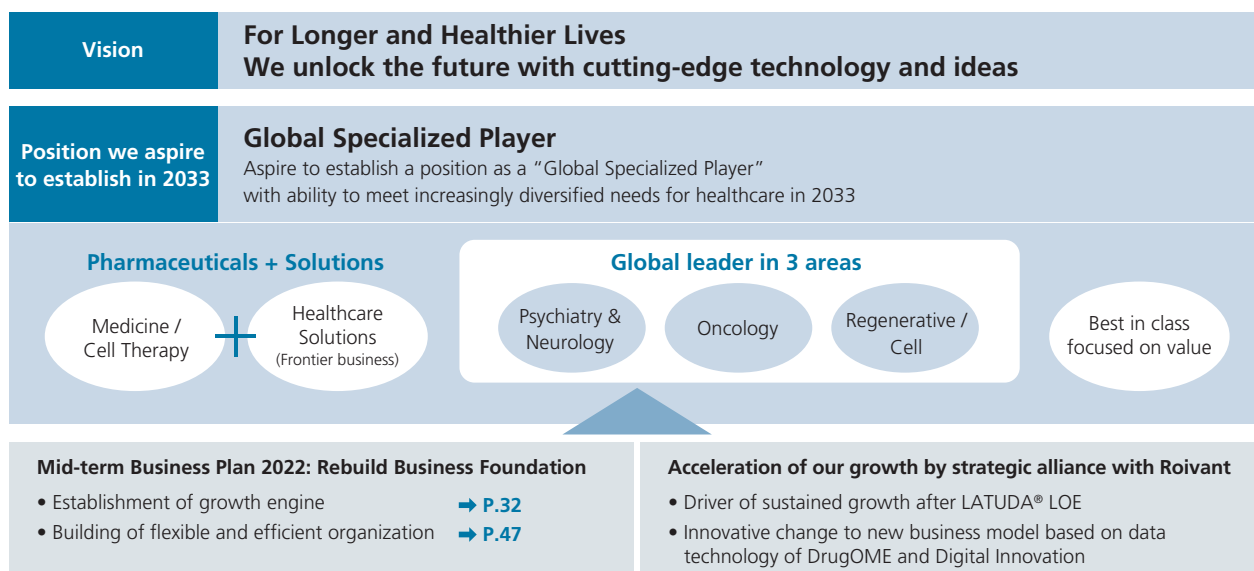 Vision
For Longer and Healthier Lives
We unlock the future with cutting-edge technology and ideas
Position we aspire
to establish in 2033
Global Specialized Player
Aspire to establish a position as a “Global Specialized Player”
with ability to meet increasingly diversified needs for healthcare in 2033
Pharmaceuticals + Solutions
Medicine /
Cell Therapy
+
Healthcare
Solutions
(Frontier business)
Global leader in 3 areas
Psychiatry &
Neurology
Oncology
Regenerative /
Cell
Best in class
focused on value
Mid-term Business Plan 2022: Rebuild Business Foundation
• Establishment of growth engine ➡ P.32
• Building of flexible and efficient organization ➡ P.47
Acceleration of our growth by strategic alliance with Roivant
• Driver of sustained growth after LATUDA® LOE
• Innovative change to new business model based on data
technology of DrugOME and Digital Innovation